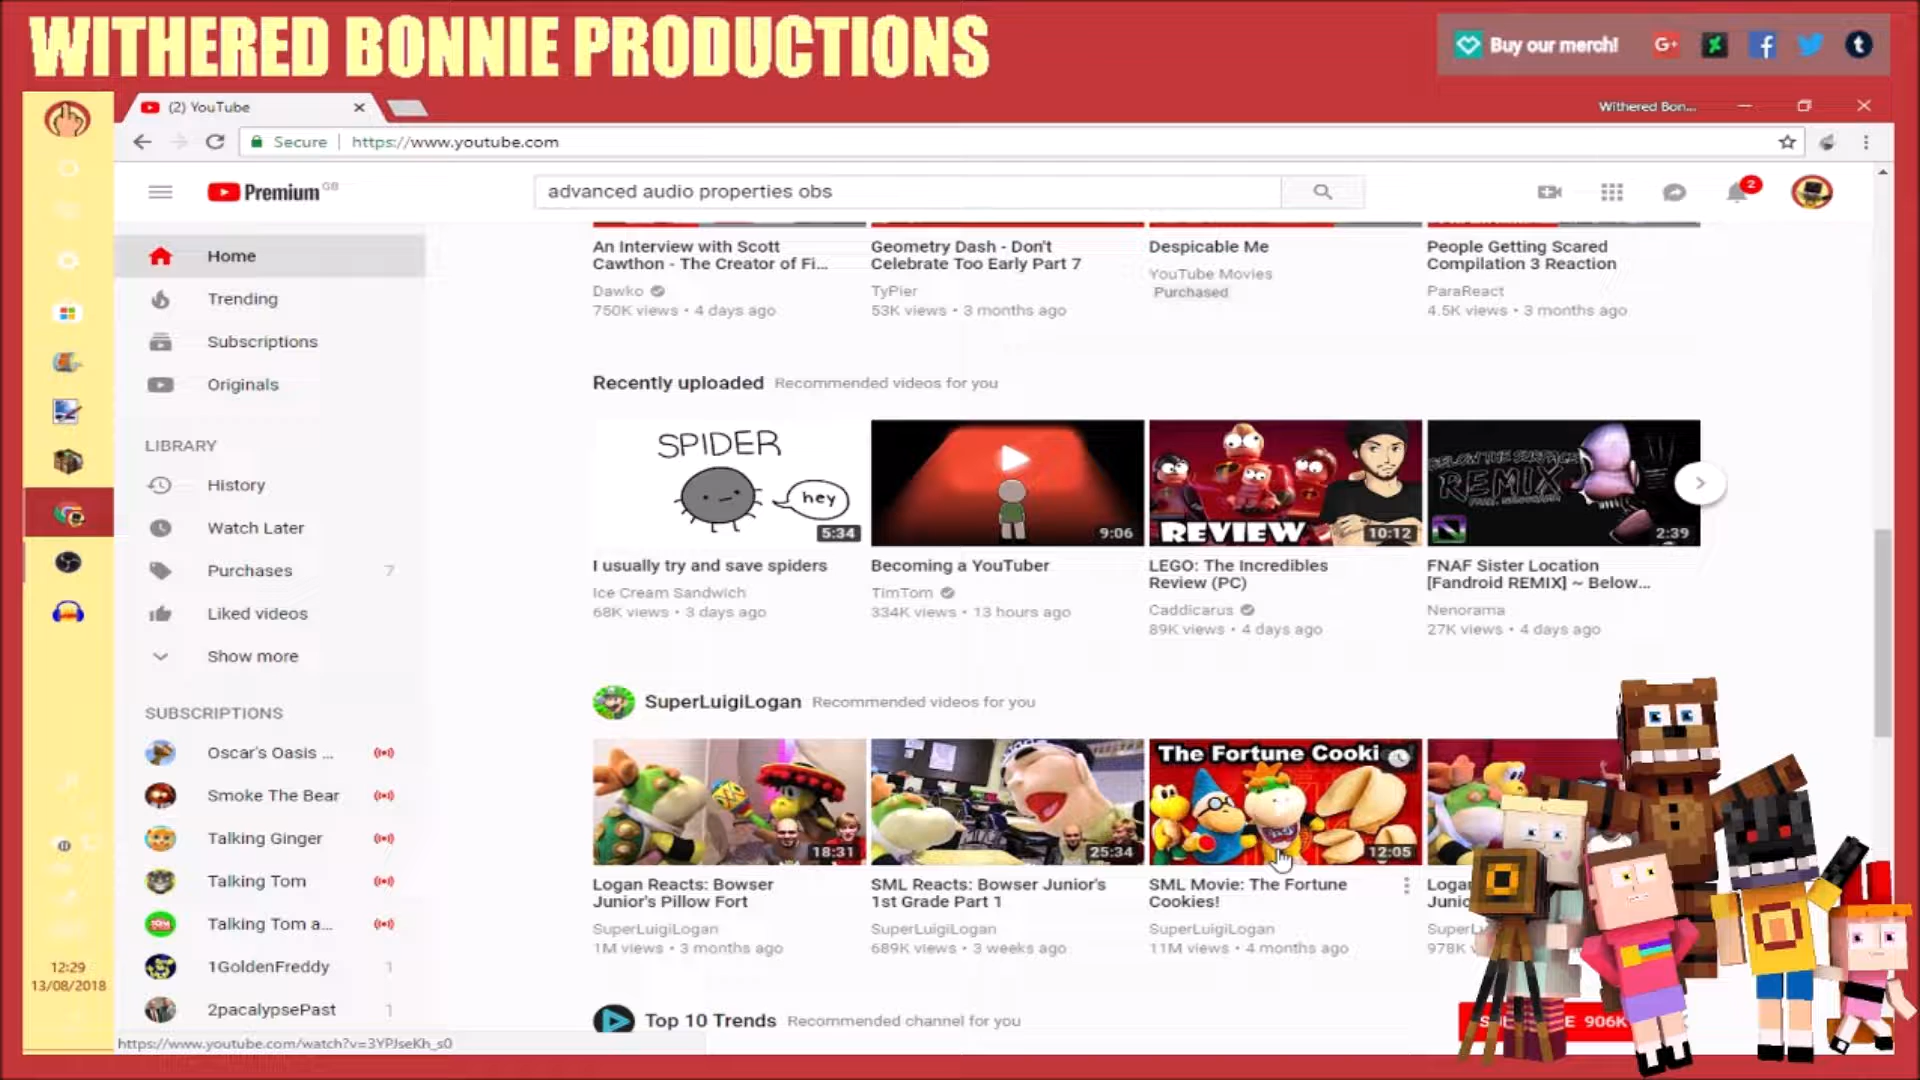 WITHERED BONNIE PRODUCTIONS
Buy our merch!
(2) YouTube
Withered Bon...
Secure
https://www.youtube.com
Premium GB
advanced audio properties obs
2
Home
Trending
Subscriptions
Originals
LIBRARY
History
Watch Later
Purchases 7
Liked videos
Show more
SUBSCRIPTIONS
Oscar's Oasis ...
Smoke The Bear
Talking Ginger
Talking Tom
Talking Tom a...
1GoldenFreddy 1
2pacalypsePast 1
https://www.youtube.com/watch?v=3YPJseKh_s0
12:29
13/08/2018
An Interview with Scott
Cawthon - The Creator of Fi...
Dawko
750K views • 4 days ago
Geometry Dash - Don't
Celebrate Too Early Part 7
TyPier
53K views • 3 months ago
Despicable Me
YouTube Movies
Purchased
People Getting Scared
Compilation 3 Reaction
ParaReact
4.5K views • 3 months ago
Recently uploaded Recommended videos for you
SPIDER
hey
5:34
I usually try and save spiders
Ice Cream Sandwich
68K views • 3 days ago
9:06
Becoming a YouTuber
TimTom
334K views • 13 hours ago
REVIEW
10:12
LEGO: The Incredibles
Review (PC)
Caddicarus
89K views • 4 days ago
BELOW THE SURFACE
REMIX
2:39
FNAF Sister Location
[Fandroid REMIX] ~ Below...
Nenorama
27K views • 4 days ago
SuperLuigiLogan Recommended videos for you
18:31
Logan Reacts: Bowser
Junior's Pillow Fort
SuperLuigiLogan
1M views • 3 months ago
25:34
SML Reacts: Bowser Junior's
1st Grade Part 1
SuperLuigiLogan
689K views • 3 weeks ago
The Fortune Cooki
12:05
SML Movie: The Fortune
Cookies!
SuperLuigiLogan
11M views • 4 months ago
978K
Top 10 Trends Recommended channel for you
906K